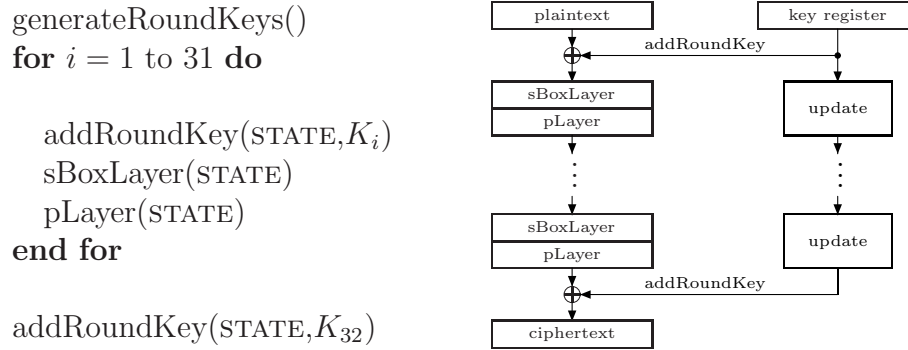 generateRoundKeys()
for i = 1 to 31 do
addRoundKey(STATE,K_i)
sBoxLayer(STATE)
pLayer(STATE)
end for
addRoundKey(STATE,K_32)
plaintext
key register
addRoundKey
sBoxLayer
pLayer
update
sBoxLayer
pLayer
update
addRoundKey
ciphertext